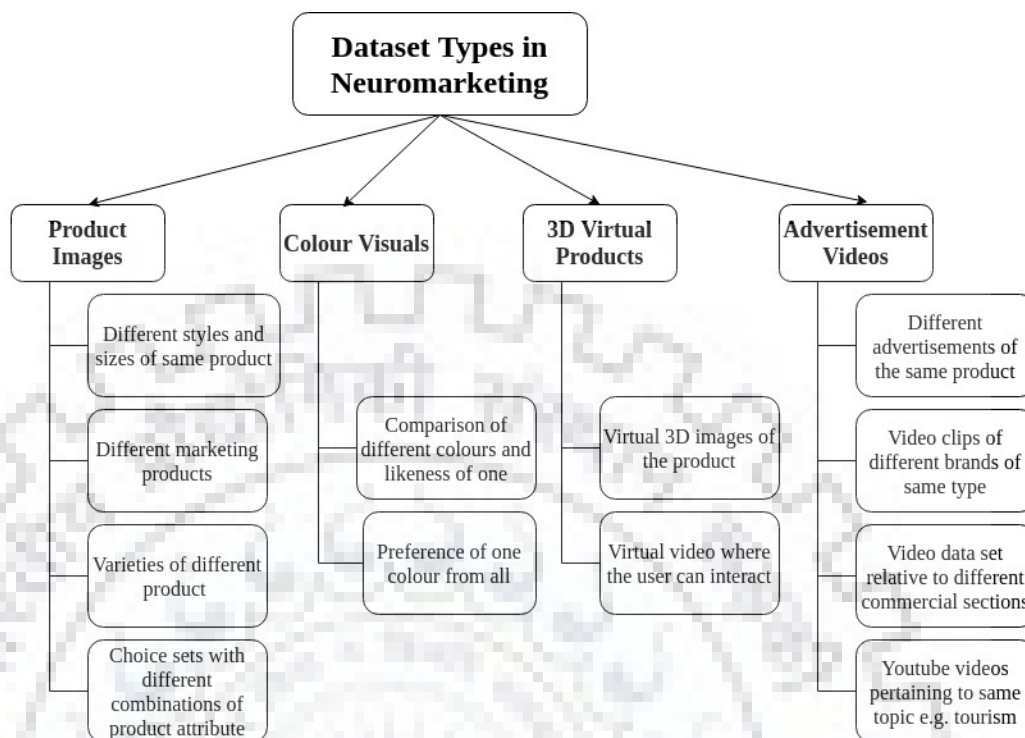 Dataset Types in
Neuromarketing
Product
Images
Different styles and
sizes of same product
Different marketing
products
Varieties of different
product
Choice sets with
different
combinations of
product attribute
Colour Visuals
Comparison of
different colours and
likeness of one
Preference of one
colour from all
3D Virtual
Products
Virtual 3D images of
the product
Virtual video where
the user can interact
Advertisement
Videos
Different
advertisements of
the same product
Video clips of
different brands of
same type
Video data set
relative to different
commercial sections
Youtube videos
pertaining to same
topic e.g. tourism